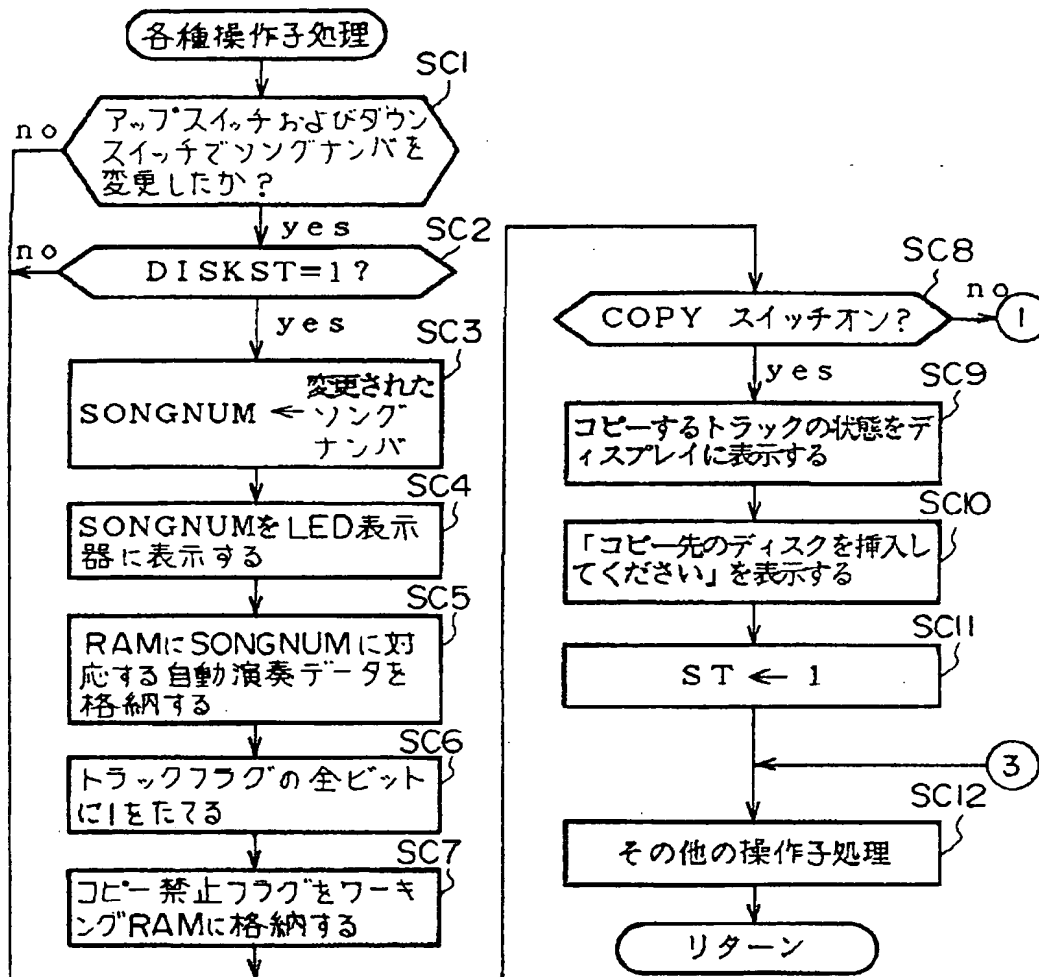 各種操作子処理
SC1
アップスイッチおよびダウン
スイッチでソングナンバを
変更したか?
no
yes
SC2
no
DISKST=1?
yes
SC3
変更された
SONGNUM ← ソング
ナンバ
SC4
SONGNUMをLED表示
器に表示する
SC5
RAMにSONGNUMに対
応する自動演奏データを
格納する
SC6
トラックフラグの全ビット
に1をたてる
SC7
コピー禁止フラグをワーキ
ングRAMに格納する
SC8
COPY スイッチオン?
no
1
yes
SC9
コピーするトラックの状態をデ
ィスプレイに表示する
SC10
「コピー先のディスクを挿入し
てください」を表示する
SC11
ST ← 1
3
SC12
その他の操作子処理
リターン